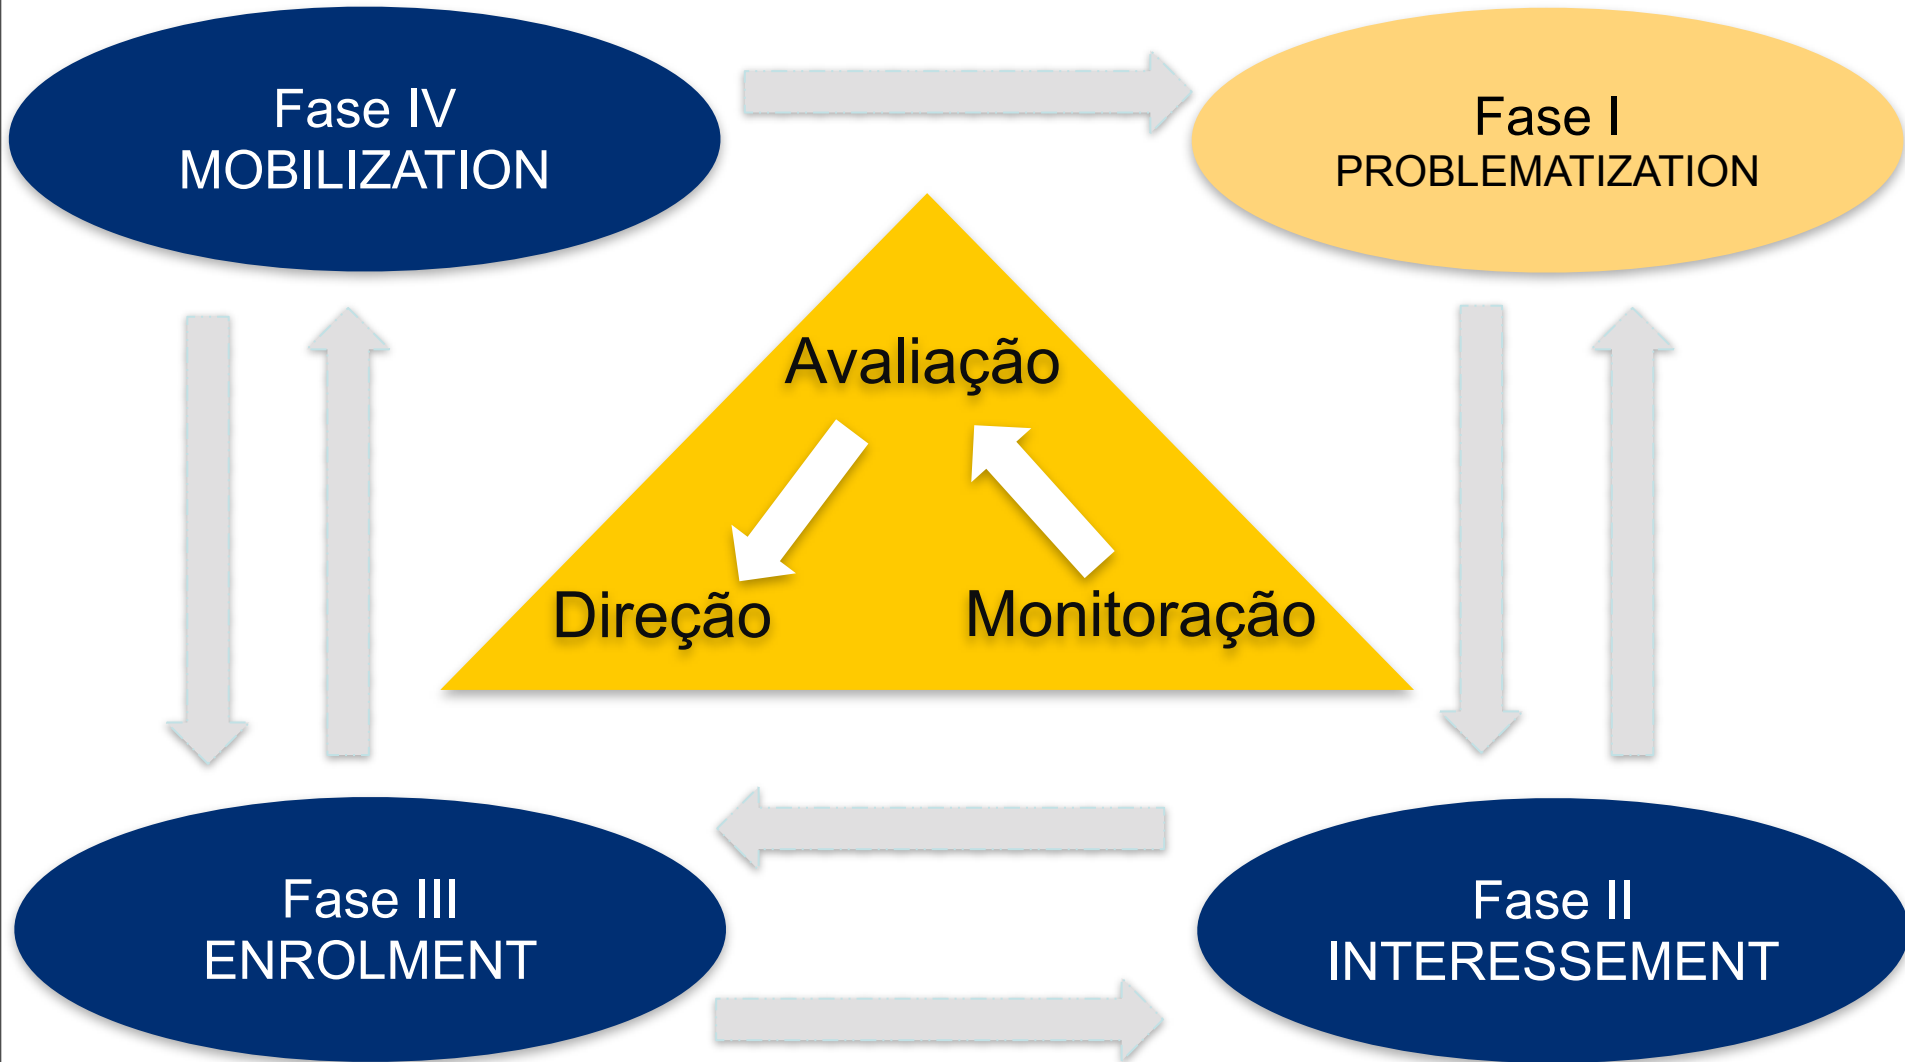 Fase IV
MOBILIZATION
Fase I
PROBLEMATIZATION
Avaliação
Direção
Monitoração
Fase III
ENROLMENT
Fase II
INTERESSEMENT